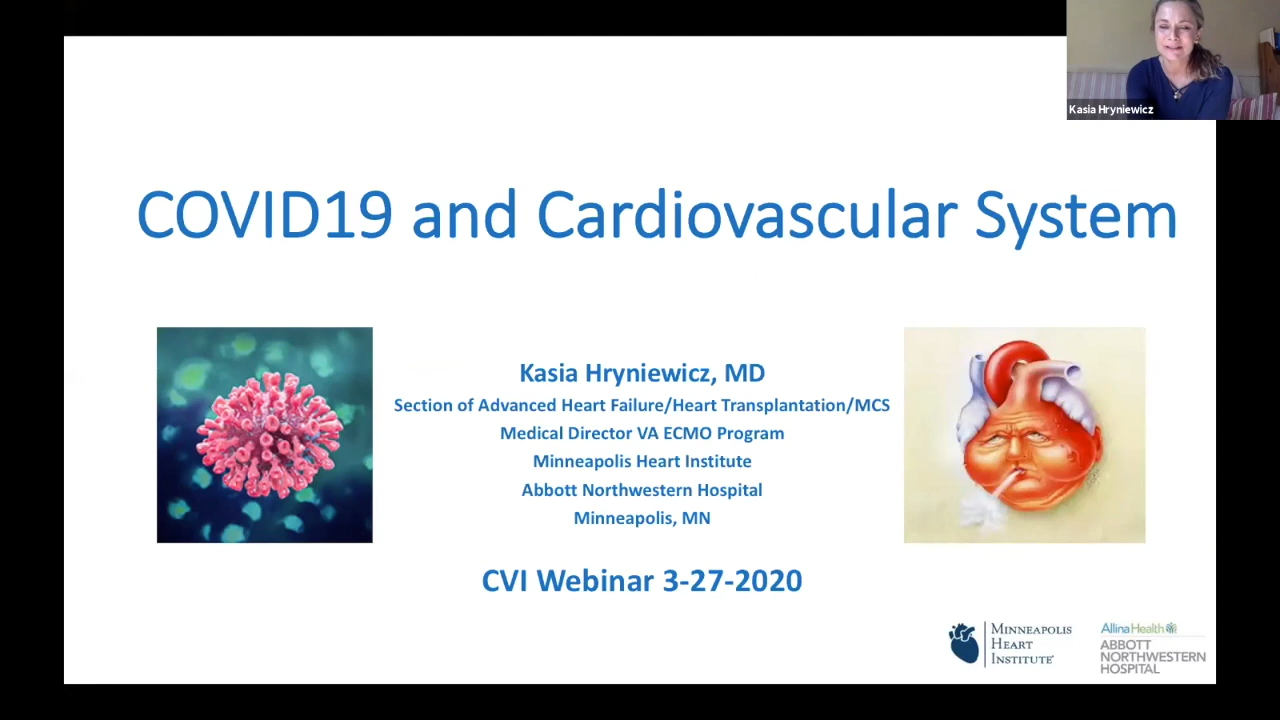 Kasia Hryniewicz
COVID19 and Cardiovascular System
Kasia Hryniewicz, MD
Section of Advanced Heart Failure/Heart Transplantation/MCS
Medical Director VA ECMO Program
Minneapolis Heart Institute
Abbott Northwestern Hospital
Minneapolis, MN
CVI Webinar 3-27-2020
MINNEAPOLIS
HEART
INSTITUTE
AllinaHealth
ABBOTT
NORTHWESTERN
HOSPITAL